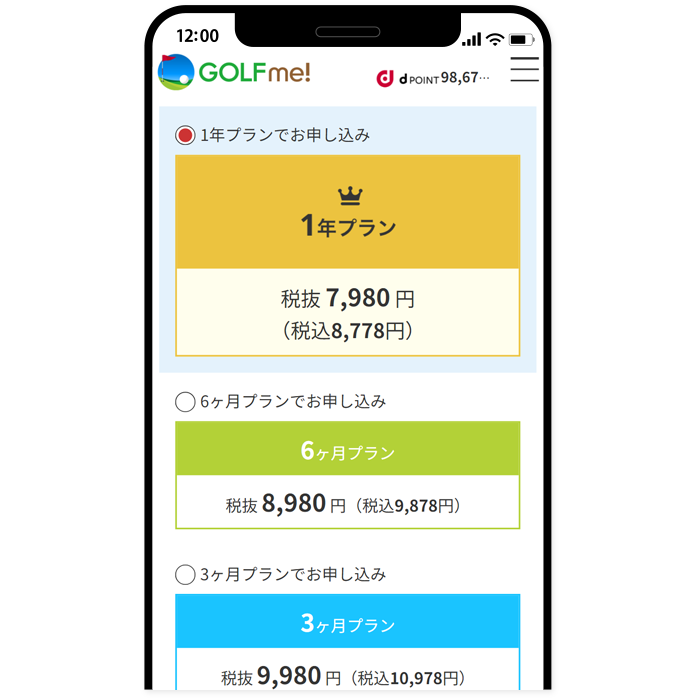 12:00
GOLFme!
d POINT 98,67…
1年プランでお申し込み
1年プラン
税抜 7,980 円
（税込8,778円）
6ヶ月プランでお申し込み
6ヶ月プラン
税抜 8,980 円（税込9,878円）
3ヶ月プランでお申し込み
3ヶ月プラン
税抜 9,980 円（税込10,978円）